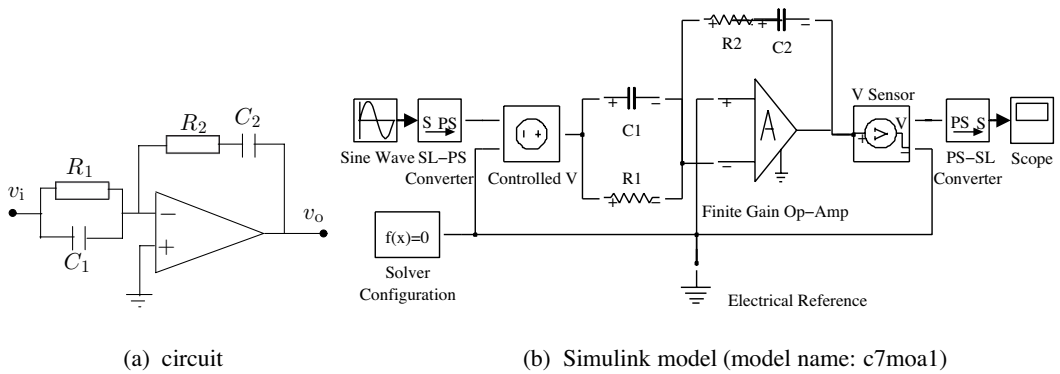 R2
C2
V Sensor
V
A
C1
S PS
PS S
Sine Wave
SL−PS
Converter
Controlled V
R1
PS−SL
Converter
Scope
Finite Gain Op−Amp
f(x)=0
Solver
Configuration
Electrical Reference
R₂
C₂
R₁
vᵢ
C₁
vₒ
(a) circuit
(b) Simulink model (model name: c7moa1)